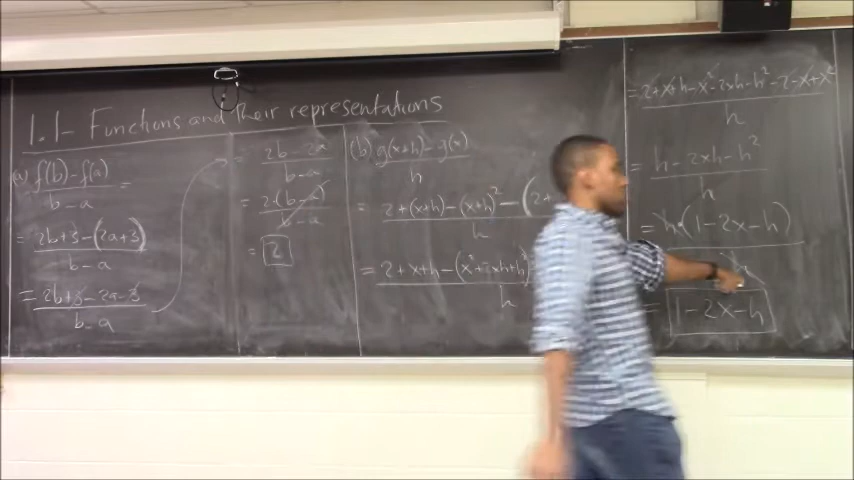 1.1- Functions and Their representations
(a) f(b)-f(a) =
b-a
= 2b+3-(2a+3)
b-a
= 2b+3-2a-3
b-a
= 2b-2a
b-a
= 2·(b-a)
b-a
= 2
(b) g(x+h)-g(x)
h
= 2+(x+h)-(x+h)²-(2+
h
= 2+x+h-(x²+2xh+h²)
h
= 2+x+h-x²-2xh-h²-2-x+x²
h
= h-2xh-h²
h
= h·(1-2x-h)
h
= 1-2x-h